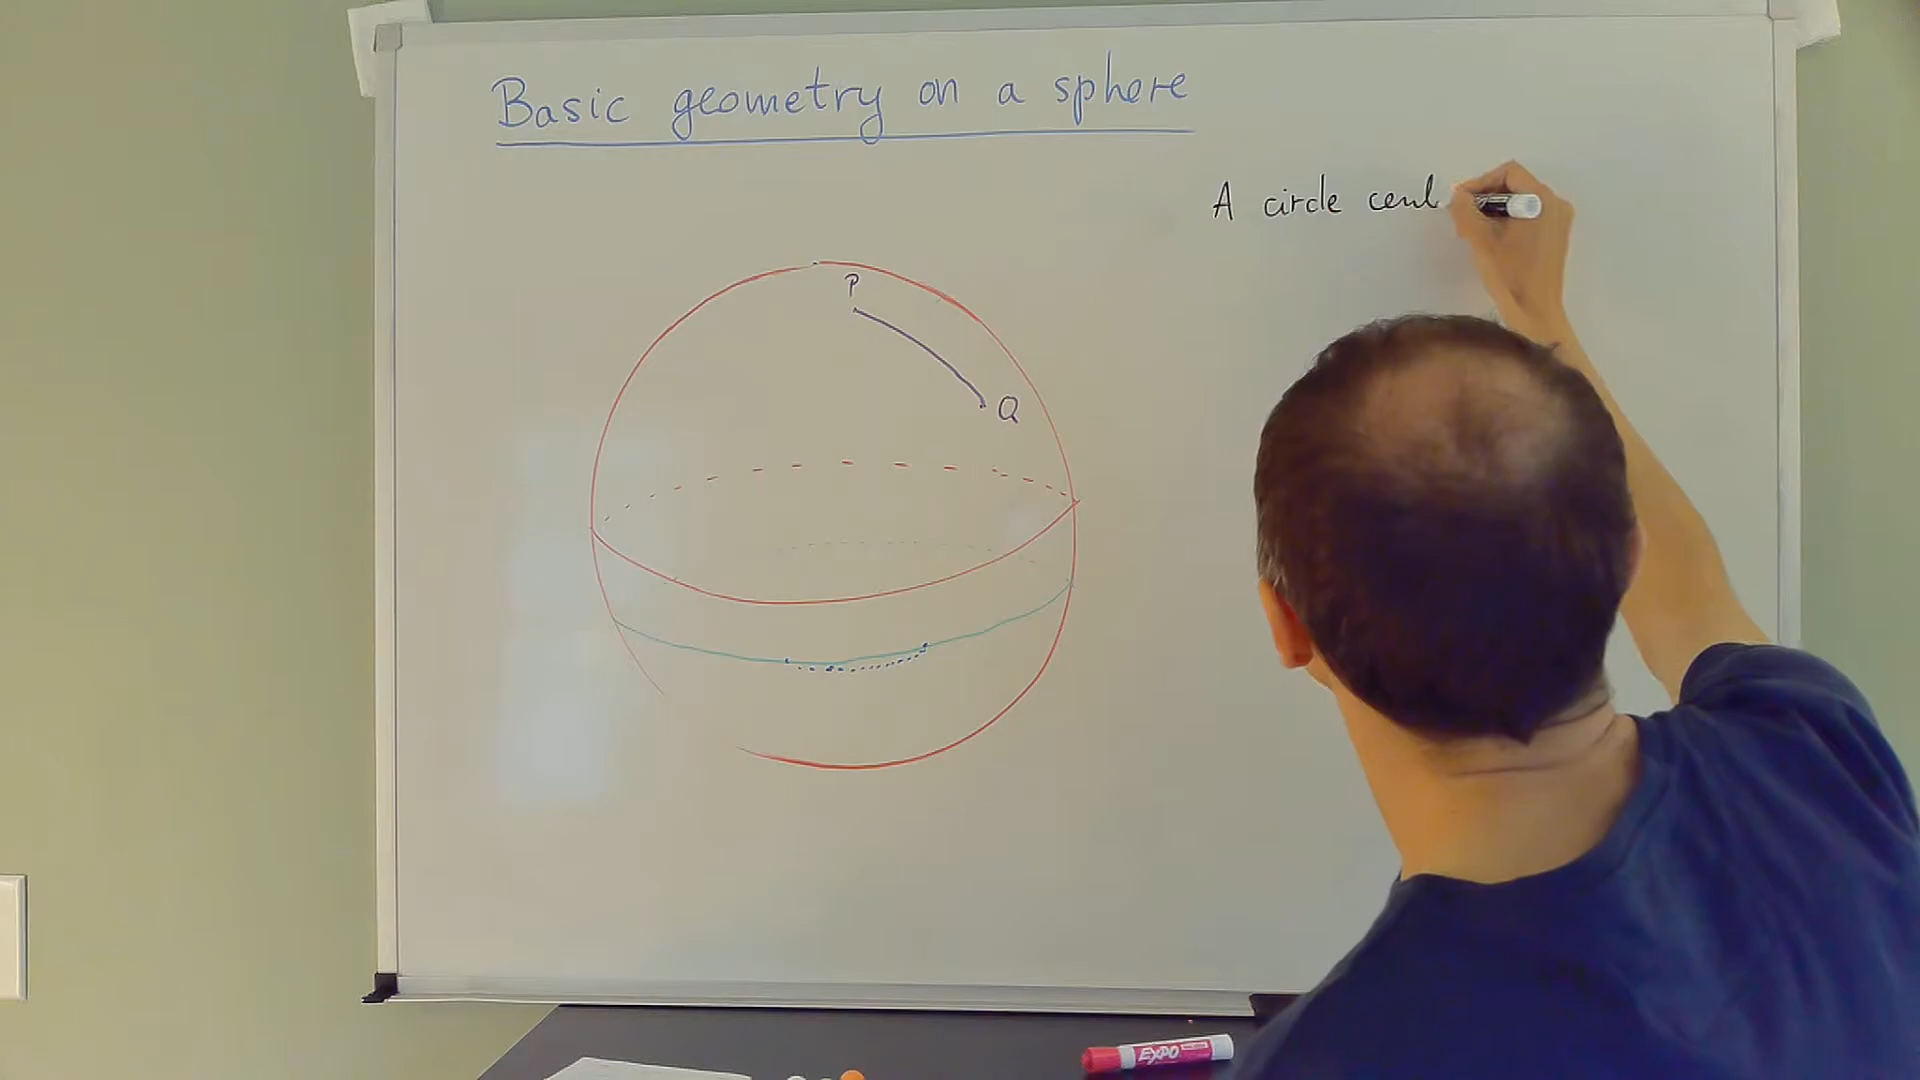 Basic geometry on a sphere
A circle cent
P
Q
EXPO